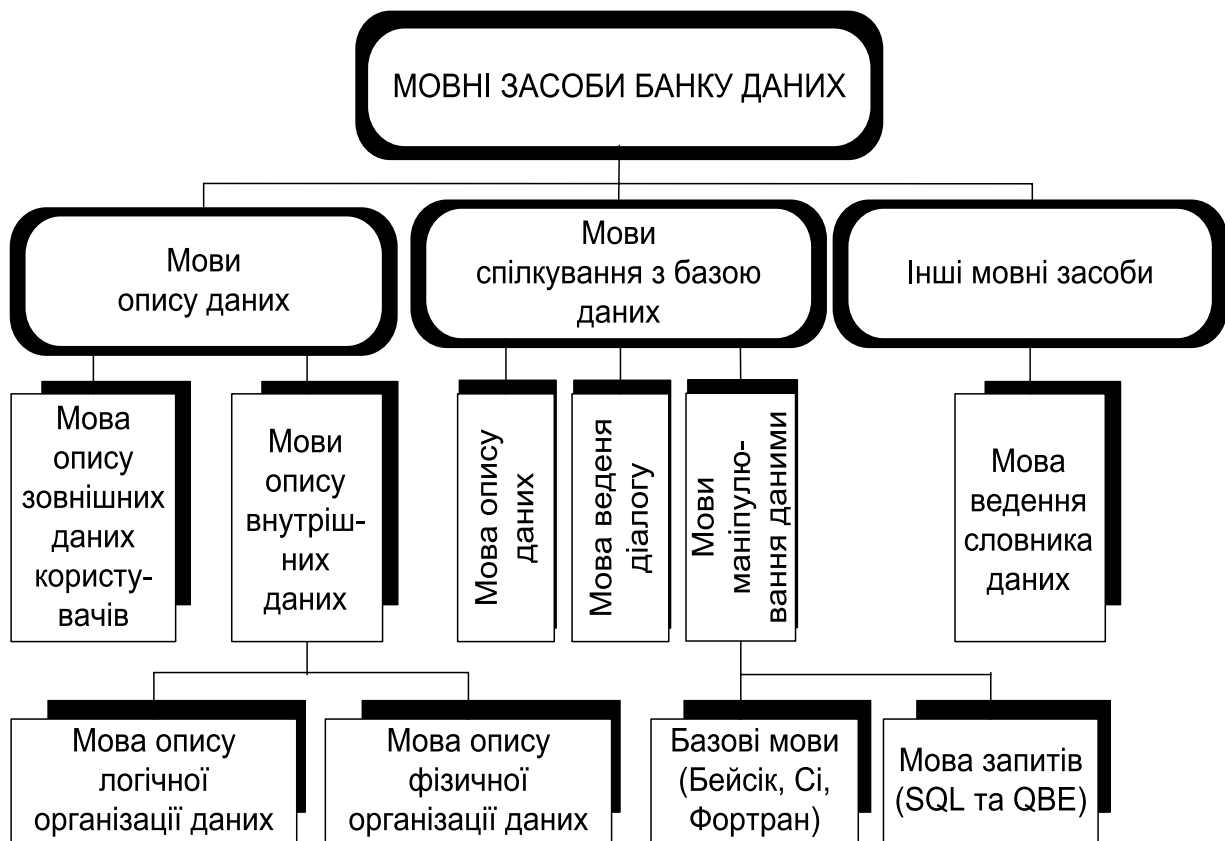 МОВНІ ЗАСОБИ БАНКУ ДАНИХ
Мови
опису даних
Мови
спілкування з базою
даних
Інші мовні засоби
Мова
опису
зовнішних
даних
користу-
вачів
Мови
опису
внутріш-
них
даних
Мова опису
даних
Мова веденя
діалогу
Мови
маніпулю-
вання даними
Мова
ведення
словника
даних
Мова опису
логічної
організації даних
Мова опису
фізичної
організації даних
Базові мови
(Бейсік, Сі,
Фортран)
Мова запитів
(SQL та QBE)